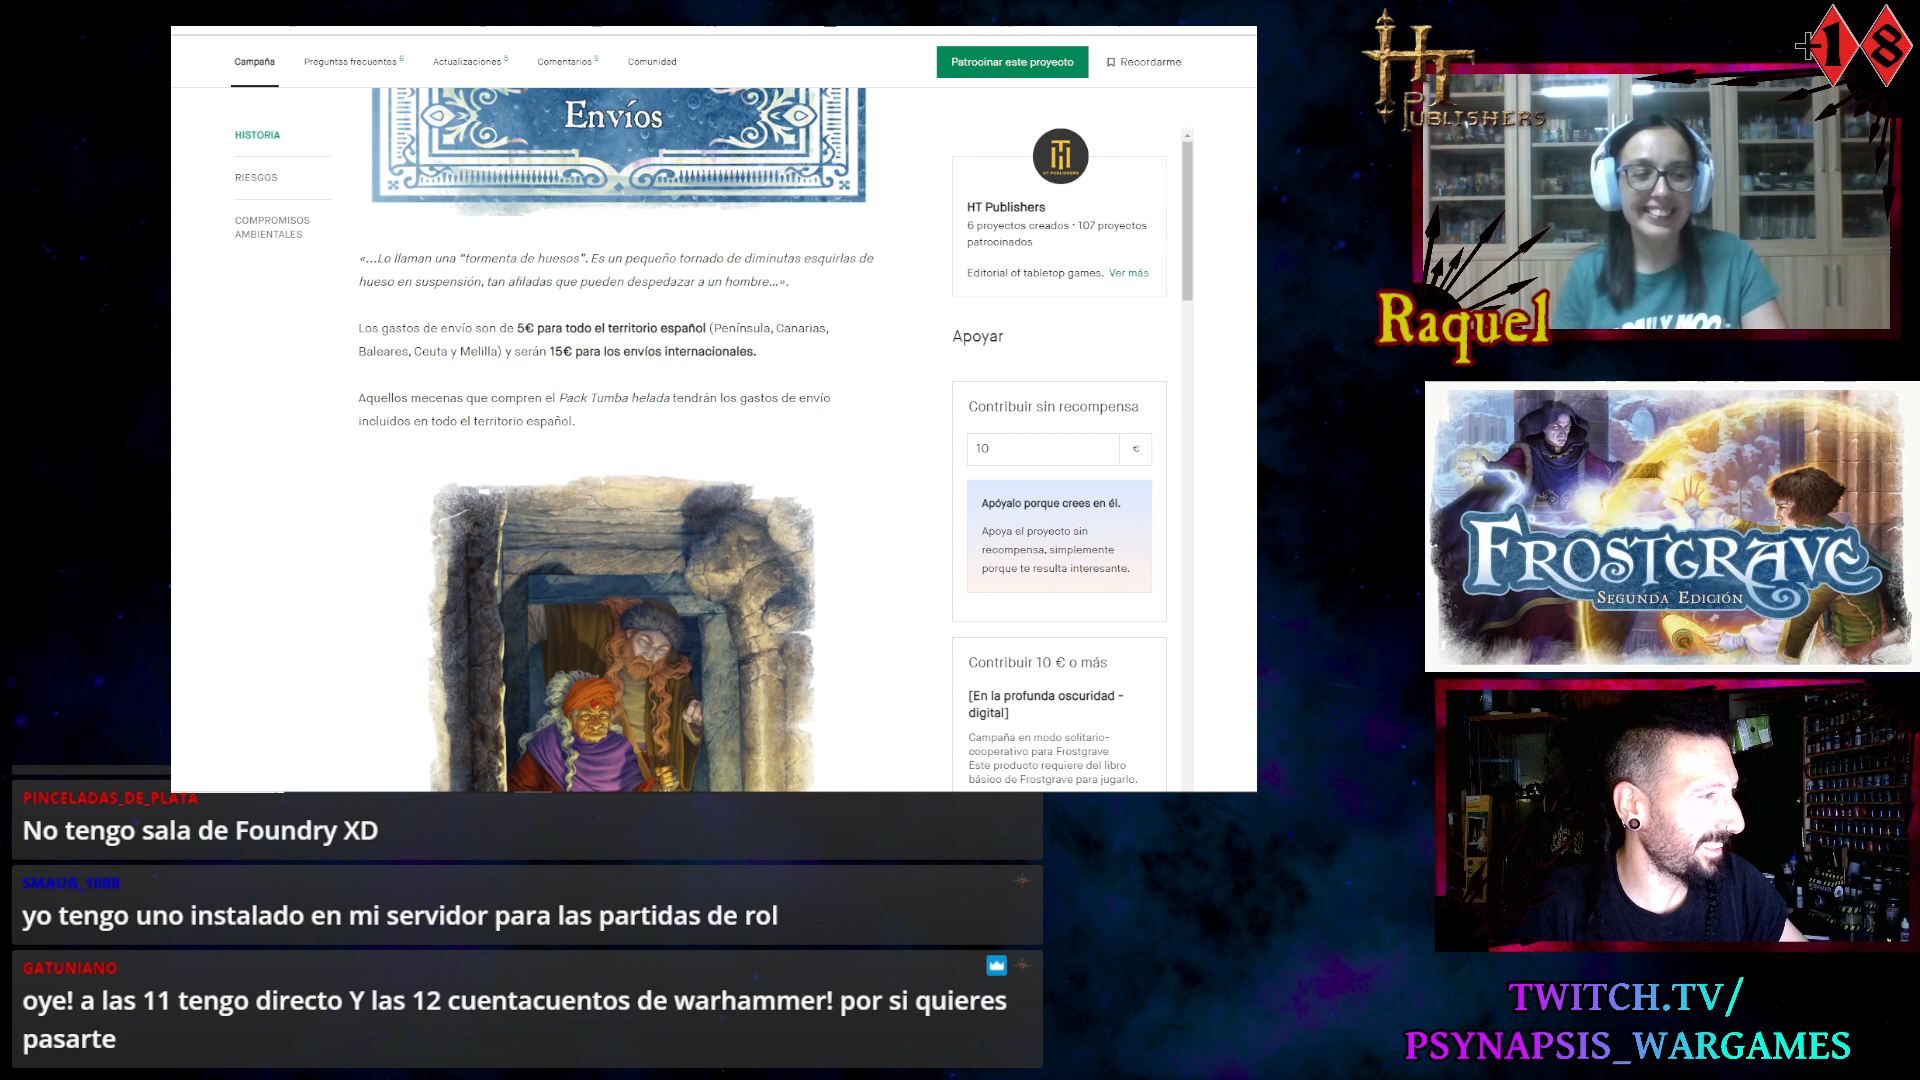 Campaña
Preguntas frecuentes 6
Actualizaciones 5
Comentarios 8
Comunidad
Patrocinar este proyecto
Recordarme
HISTORIA
RIESGOS
COMPROMISOS
AMBIENTALES
Envíos
«...Lo llaman una “tormenta de huesos”. Es un pequeño tornado de diminutas esquirlas de
hueso en suspensión, tan afiladas que pueden despedazar a un hombre...».
Los gastos de envío son de 5€ para todo el territorio español (Península, Canarias,
Baleares, Ceuta y Melilla) y serán 15€ para los envíos internacionales.
Aquellos mecenas que compren el Pack Tumba helada tendrán los gastos de envío
incluidos en todo el territorio español.
HT PUBLISHERS
HT Publishers
6 proyectos creados · 107 proyectos
patrocinados
Editorial of tabletop games. Ver más
Apoyar
Contribuir sin recompensa
10 €
Apóyalo porque crees en él.
Apoya el proyecto sin
recompensa, simplemente
porque te resulta interesante.
Contribuir 10 € o más
[En la profunda oscuridad -
digital]
Campaña en modo solitario-
cooperativo para Frostgrave
Este producto requiere del libro
básico de Frostgrave para jugarlo.
HT
PUBLISHERS
+18
Raquel
FROSTGRAVE
SEGUNDA EDICIÓN
PINCELADAS_DE_PLATA
No tengo sala de Foundry XD
SMAUG_1088
yo tengo uno instalado en mi servidor para las partidas de rol
GATUNIANO
oye! a las 11 tengo directo Y las 12 cuentacuentos de warhammer! por si quieres
pasarte
TWITCH.TV/
PSYNAPSIS_WARGAMES